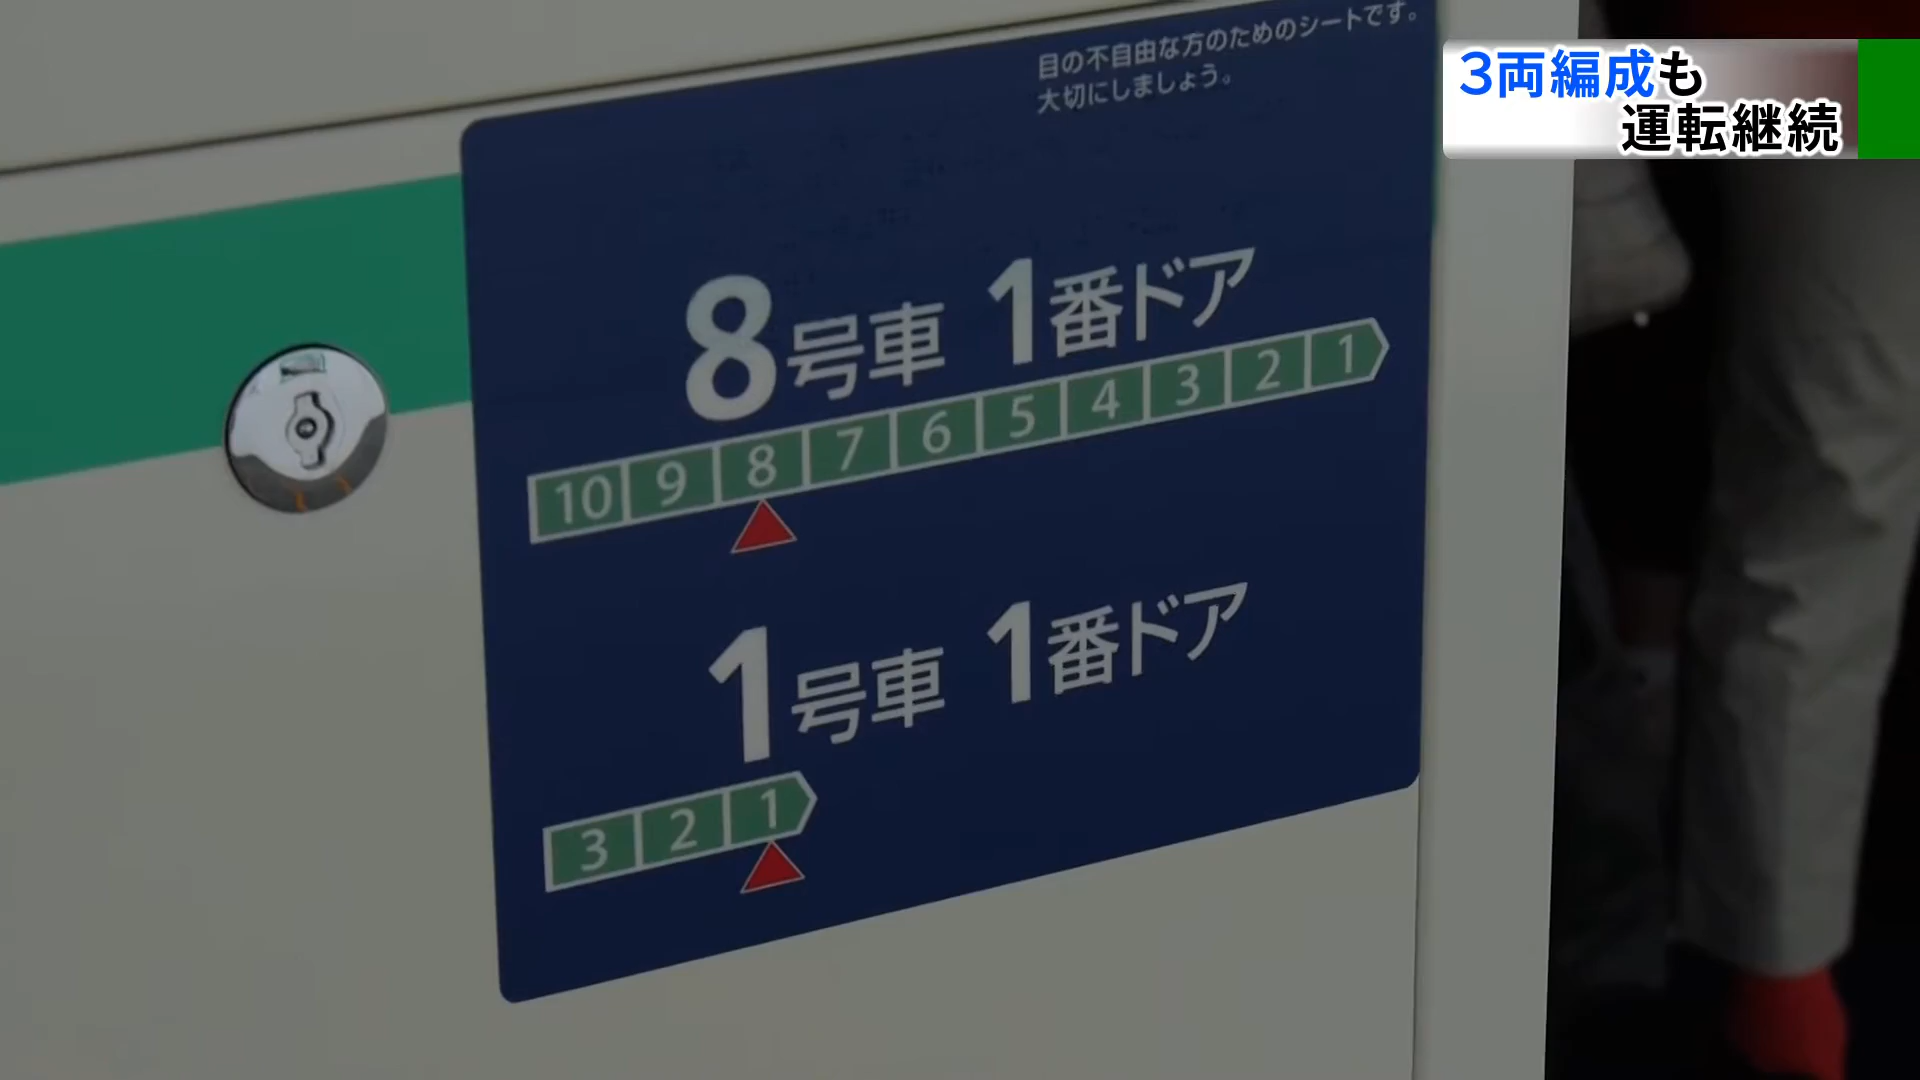 目の不自由な方のためのシートです。
大切にしましょう。
3両編成も
運転継続
8号車 1番ドア
10 9 8 7 6 5 4 3 2 1
1号車 1番ドア
3 2 1